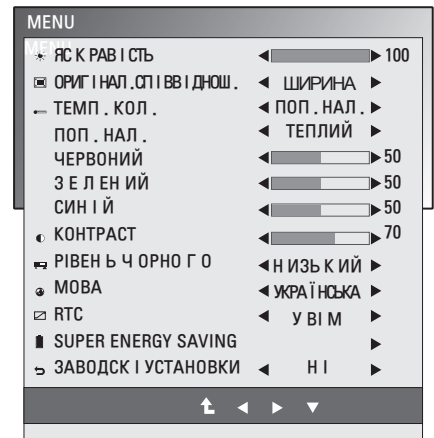 MENU
MENU
ЯСКРАВІСТЬ 100
ОРИГІНАЛ.СПІВВІДНОШ. ШИРИНА
ТЕМП. КОЛ. ПОП. НАЛ.
ПОП. НАЛ. ТЕПЛИЙ
ЧЕРВОНИЙ 50
ЗЕЛЕНИЙ 50
СИНІЙ 50
КОНТРАСТ 70
РІВЕНЬ ЧОРНОГО НИЗЬКИЙ
МОВА УКРАЇНСЬКА
RTC УВІМ
SUPER ENERGY SAVING
ЗАВОДСКІ УСТАНОВКИ НІ